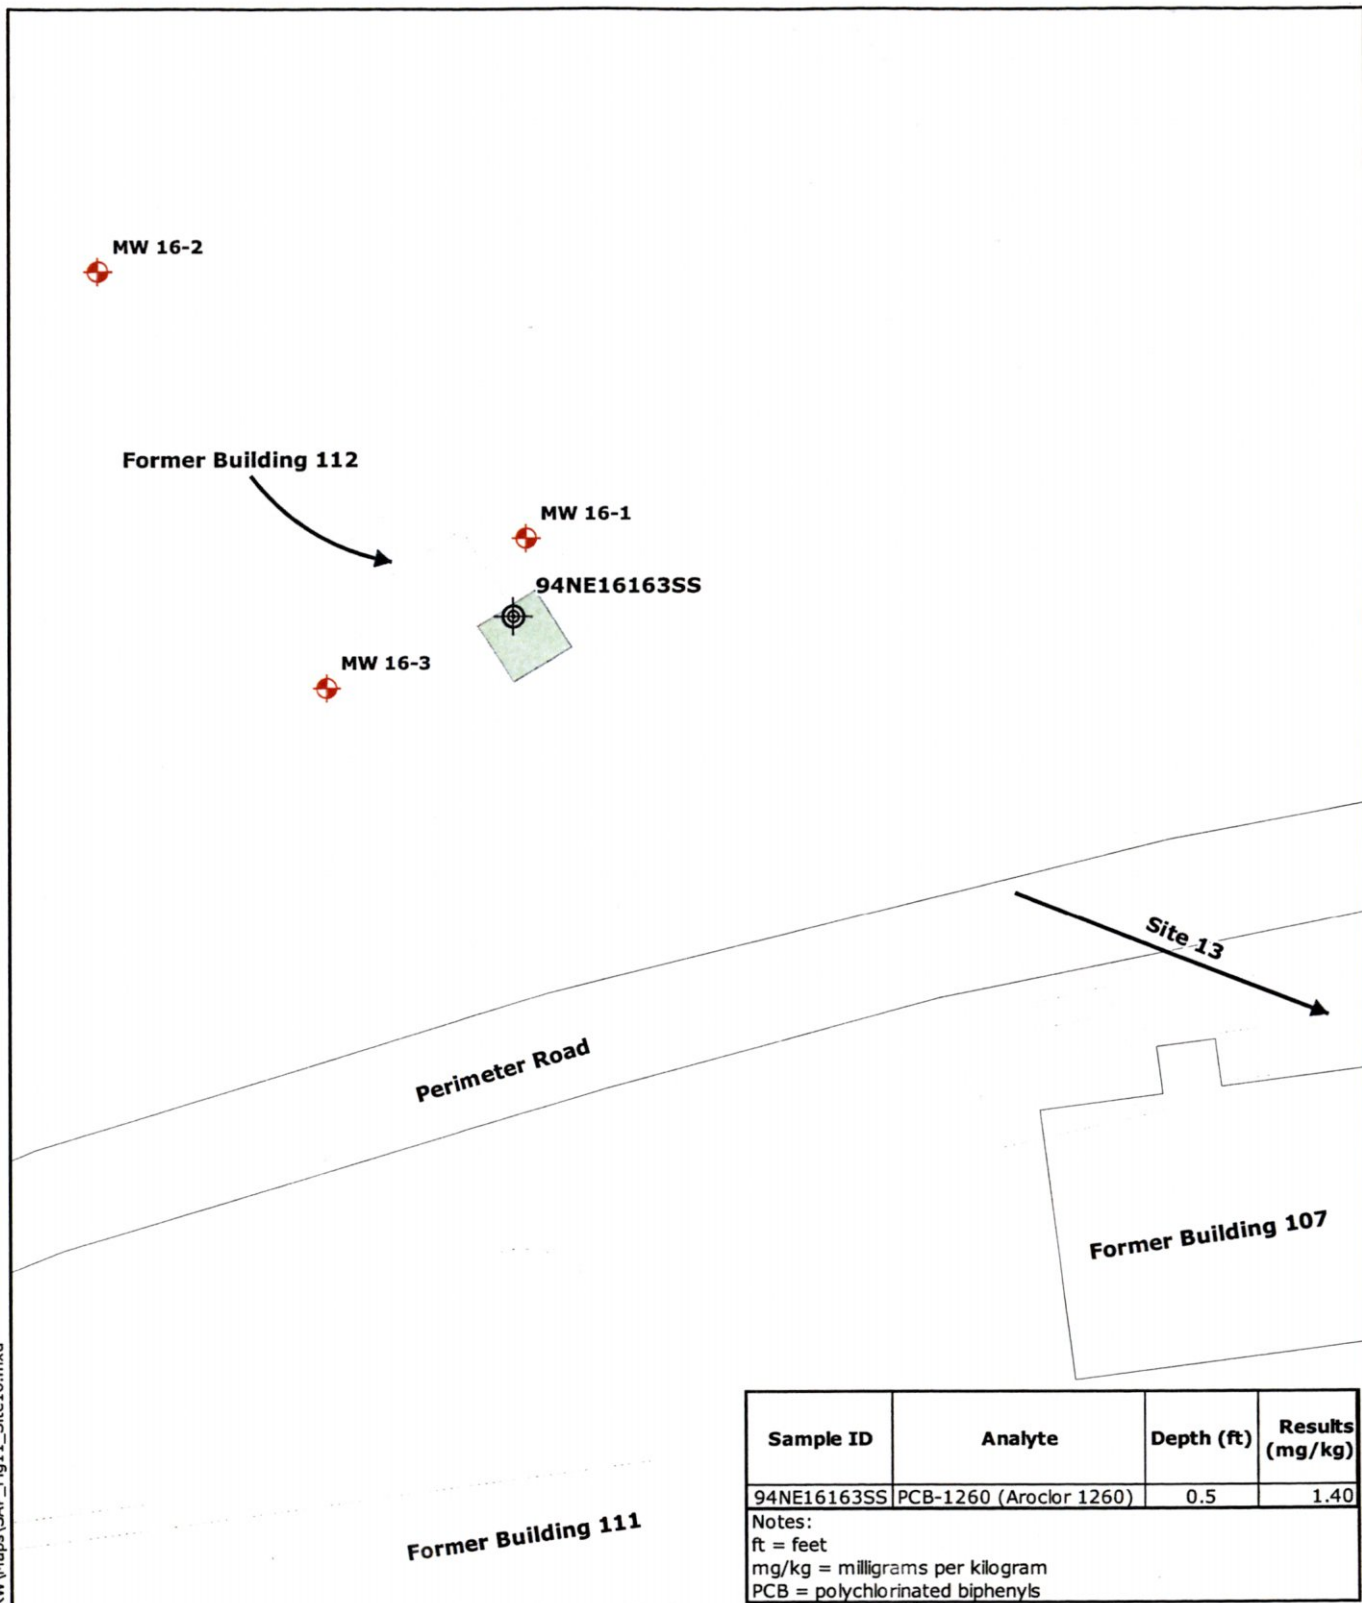 MW 16-2
Former Building 112
MW 16-1
94NE16163SS
MW 16-3
Site 13
Perimeter Road
Former Building 107
Former Building 111
Sample ID Analyte Depth (ft) Results (mg/kg)
94NE16163SS PCB-1260 (Aroclor 1260) 0.5 1.40
Notes:
ft = feet
mg/kg = milligrams per kilogram
PCB = polychlorinated biphenyls